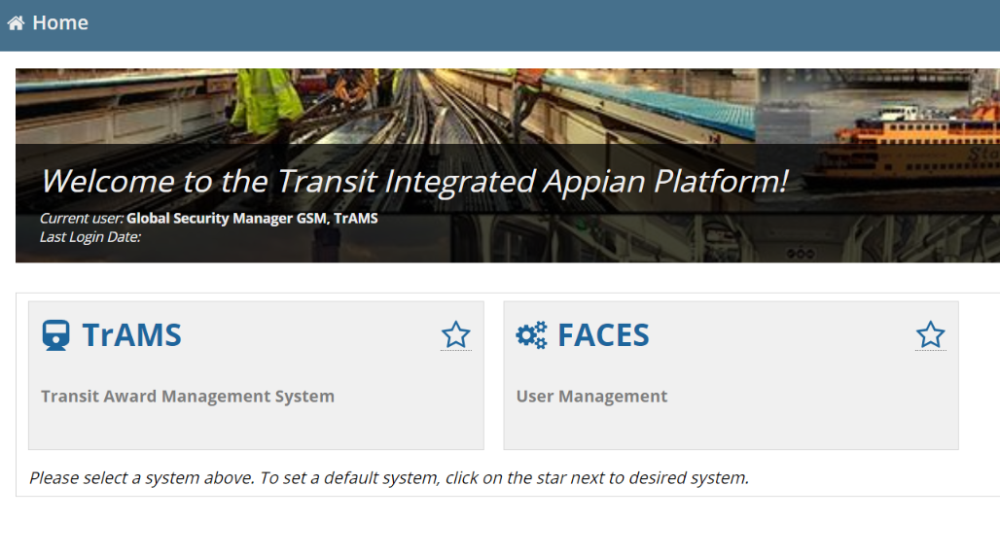 Home
Welcome to the Transit Integrated Appian Platform!
Current user: Global Security Manager GSM, TrAMS
Last Login Date:
TrAMS
FACES
Transit Award Management System
User Management
Please select a system above. To set a default system, click on the star next to desired system.